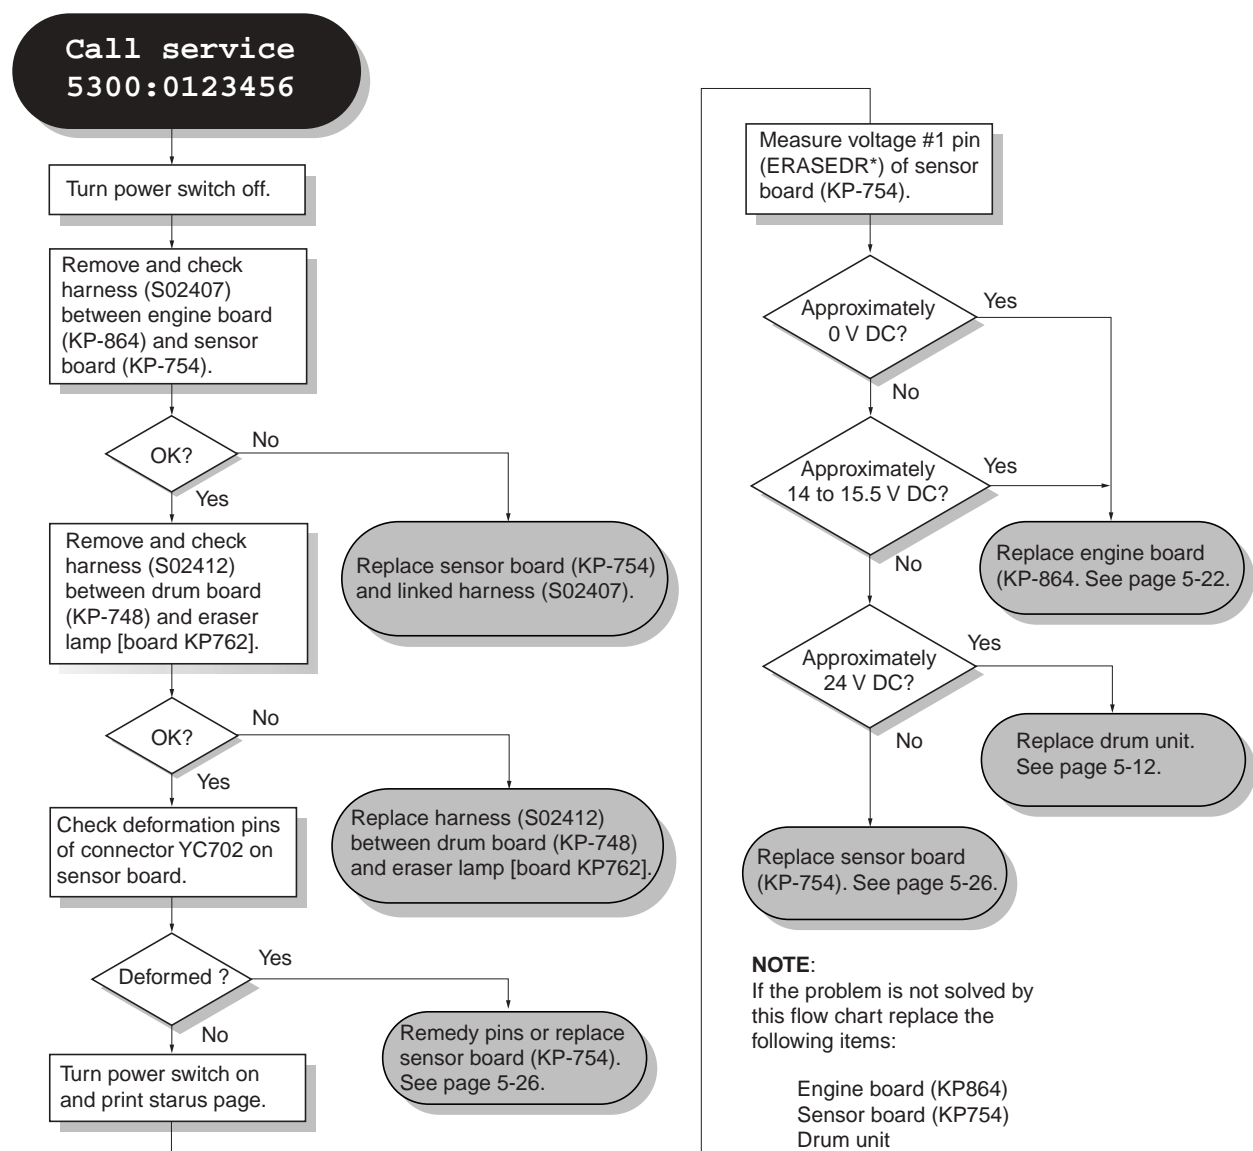 Call service
5300:0123456
Turn power switch off.
Remove and check
harness (S02407)
between engine board
(KP-864) and sensor
board (KP-754).
OK?
No
Yes
Replace sensor board (KP-754)
and linked harness (S02407).
Remove and check
harness (S02412)
between drum board
(KP-748) and eraser
lamp [board KP762].
OK?
No
Yes
Replace harness (S02412)
between drum board (KP-748)
and eraser lamp [board KP762].
Check deformation pins
of connector YC702 on
sensor board.
Deformed ?
Yes
No
Remedy pins or replace
sensor board (KP-754).
See page 5-26.
Turn power switch on
and print starus page.
Measure voltage #1 pin
(ERASEDR*) of sensor
board (KP-754).
Approximately
0 V DC?
Yes
No
Approximately
14 to 15.5 V DC?
Yes
No
Replace engine board
(KP-864. See page 5-22.
Approximately
24 V DC?
Yes
No
Replace drum unit.
See page 5-12.
Replace sensor board
(KP-754). See page 5-26.
NOTE:
If the problem is not solved by
this flow chart replace the
following items:
Engine board (KP864)
Sensor board (KP754)
Drum unit